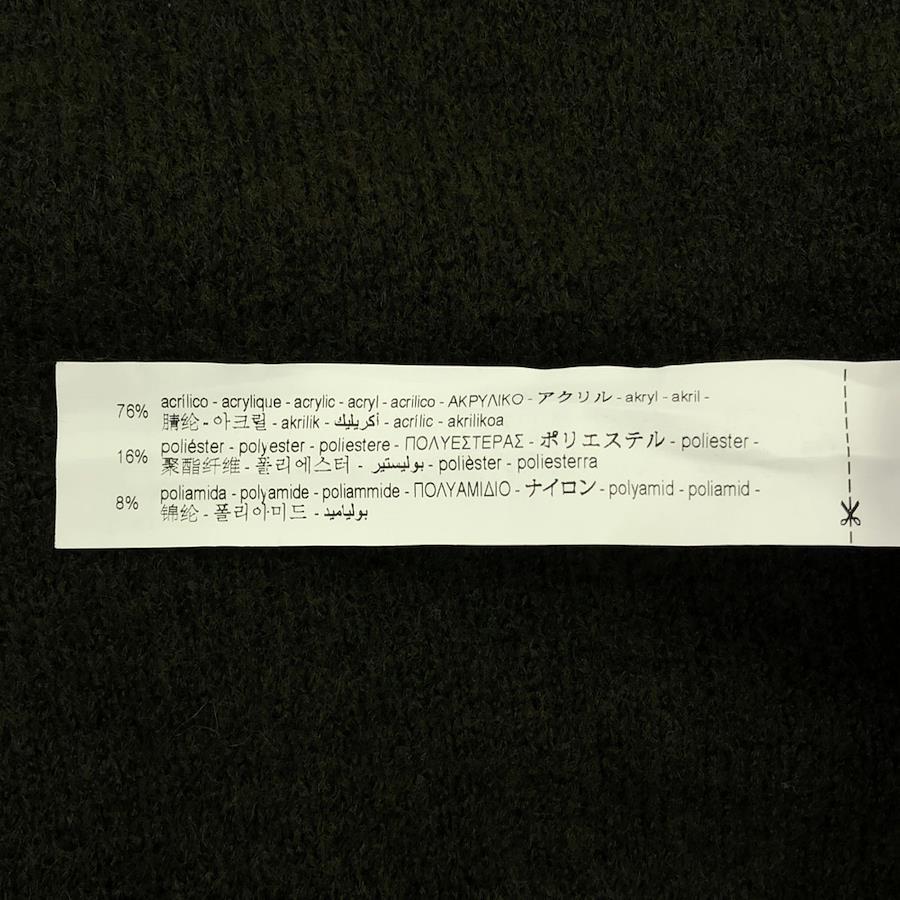 76% acrílico - acrylique - acrylic - acryl - acrilico - ΑΚΡΥΛΙΚΟ - アクリル - akryl - akril -
腈纶 - 아크릴 - akrilik - أكريليك - acrílic - akrilikoa
16% poliéster - polyester - poliestere - ΠΟΛΥΕΣΤΕΡΑΣ - ポリエステル - poliester -
聚酯纤维 - 폴리에스터 - بوليستير - polièster - poliesterra
8% poliamida - polyamide - poliammide - ΠΟΛΥΑΜΙΔΙΟ - ナイロン - polyamid - poliamid -
锦纶 - 폴리아미드 - بولياميد